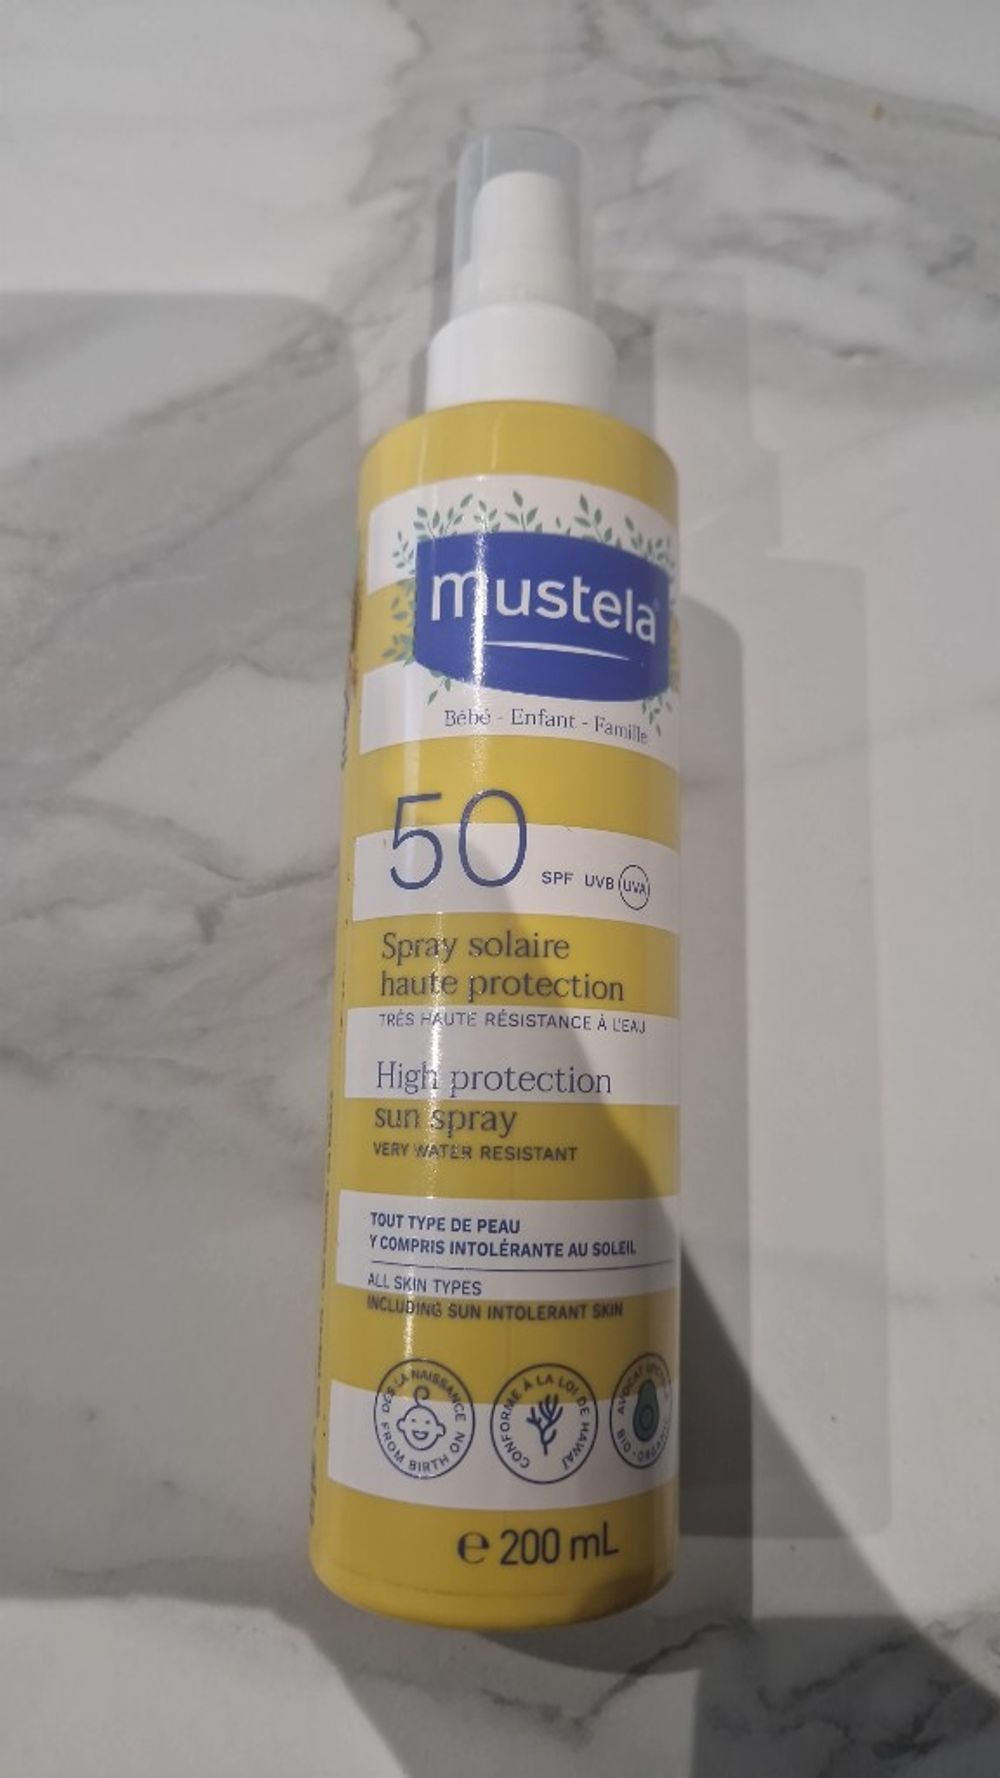 mustela
Bébé - Enfant - Famille
50 SPF UVB UVA
Spray solaire
haute protection
TRÈS HAUTE RÉSISTANCE À L'EAU
High protection
sun spray
VERY WATER RESISTANT
TOUT TYPE DE PEAU
Y COMPRIS INTOLÉRANTE AU SOLEIL
ALL SKIN TYPES
INCLUDING SUN INTOLERANT SKIN
DÈS LA NAISSANCE
FROM BIRTH ON
CONFORME À LA LOI DE HAWAÏ
AVOCAT
BIO
e 200 mL